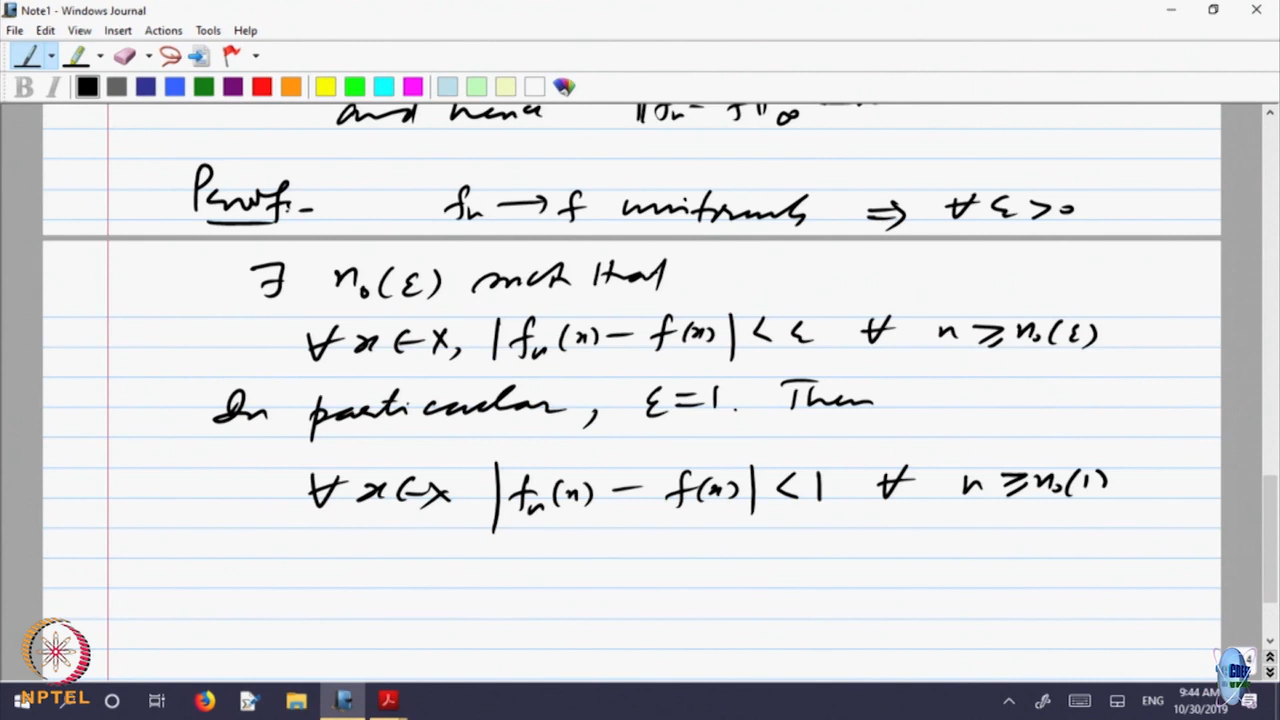 Note1 - Windows Journal
File Edit View Insert Actions Tools Help
B I
and hence ‖fn - f‖∞
Proof:- fn → f uniformly ⇒ ∀ ε > 0
∃ n₀(ε) such that
∀ x ∈ X, |fn(x) - f(x)| < ε ∀ n ≥ n₀(ε)
In particular, ε = 1. Then
∀ x ∈ X |fn(x) - f(x)| < 1 ∀ n ≥ n₀(1)
NPTEL
ENG
9:44 AM
10/30/2019